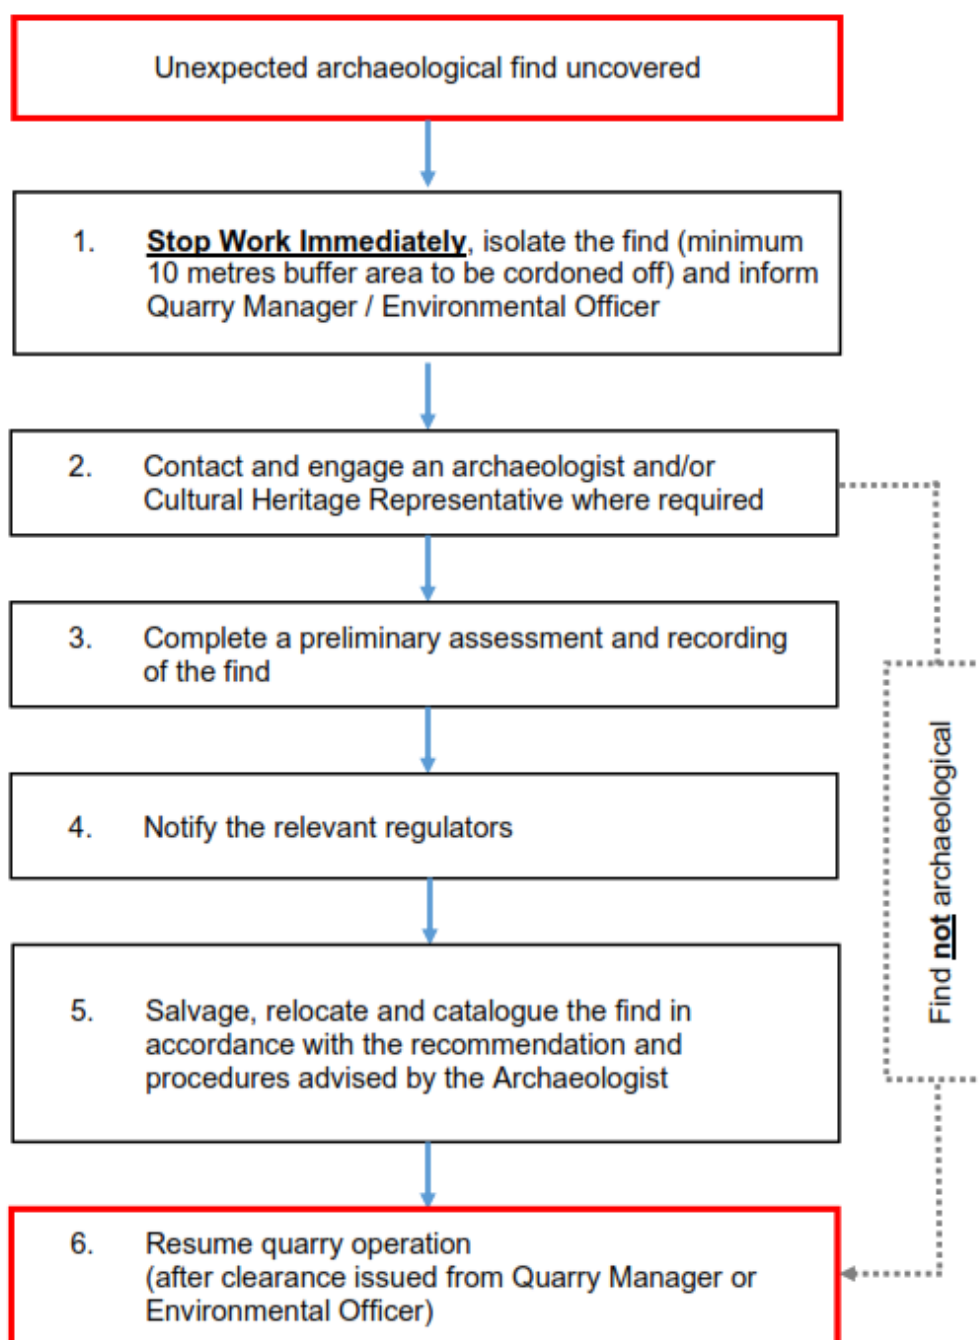 Unexpected archaeological find uncovered
1. Stop Work Immediately, isolate the find (minimum
10 metres buffer area to be cordoned off) and inform
Quarry Manager / Environmental Officer
2. Contact and engage an archaeologist and/or
Cultural Heritage Representative where required
3. Complete a preliminary assessment and recording
of the find
4. Notify the relevant regulators
Find not archaeological
5. Salvage, relocate and catalogue the find in
accordance with the recommendation and
procedures advised by the Archaeologist
6. Resume quarry operation
(after clearance issued from Quarry Manager or
Environmental Officer)